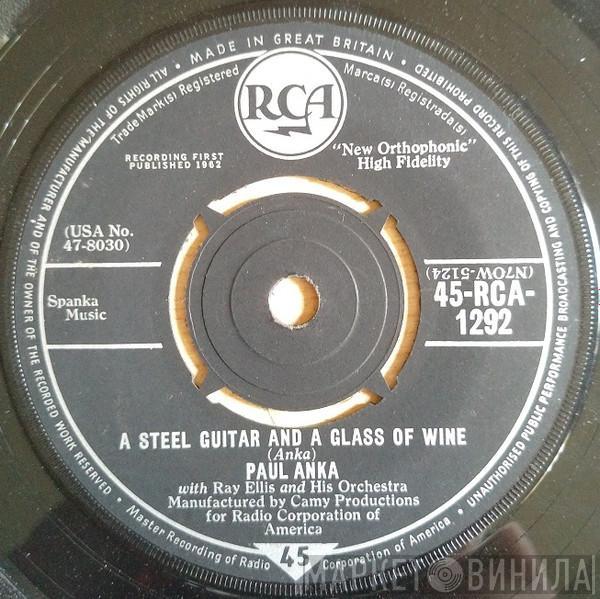 MADE IN GREAT BRITAIN
ALL RIGHTS OF THE MANUFACTURER AND OF THE OWNER OF THE RECORDED WORK RESERVED •
UNAUTHORISED PUBLIC PERFORMANCE BROADCASTING AND COPYING OF THIS RECORD PROHIBITED
TradeMark(s) Registered
Marca(s) Registrada(s)
RCA
RECORDING FIRST
PUBLISHED 1962
"New Orthophonic"
High Fidelity
(USA No.
47-8030)
(N7OW-5124)
Spanka
Music
45-RCA-
1292
A STEEL GUITAR AND A GLASS OF WINE
(Anka)
PAUL ANKA
with Ray Ellis and His Orchestra
Manufactured by Camy Productions
for Radio Corporation of
America
Master Recording of Radio Corporation of America
45
МАРКЕТ ВИНИЛА